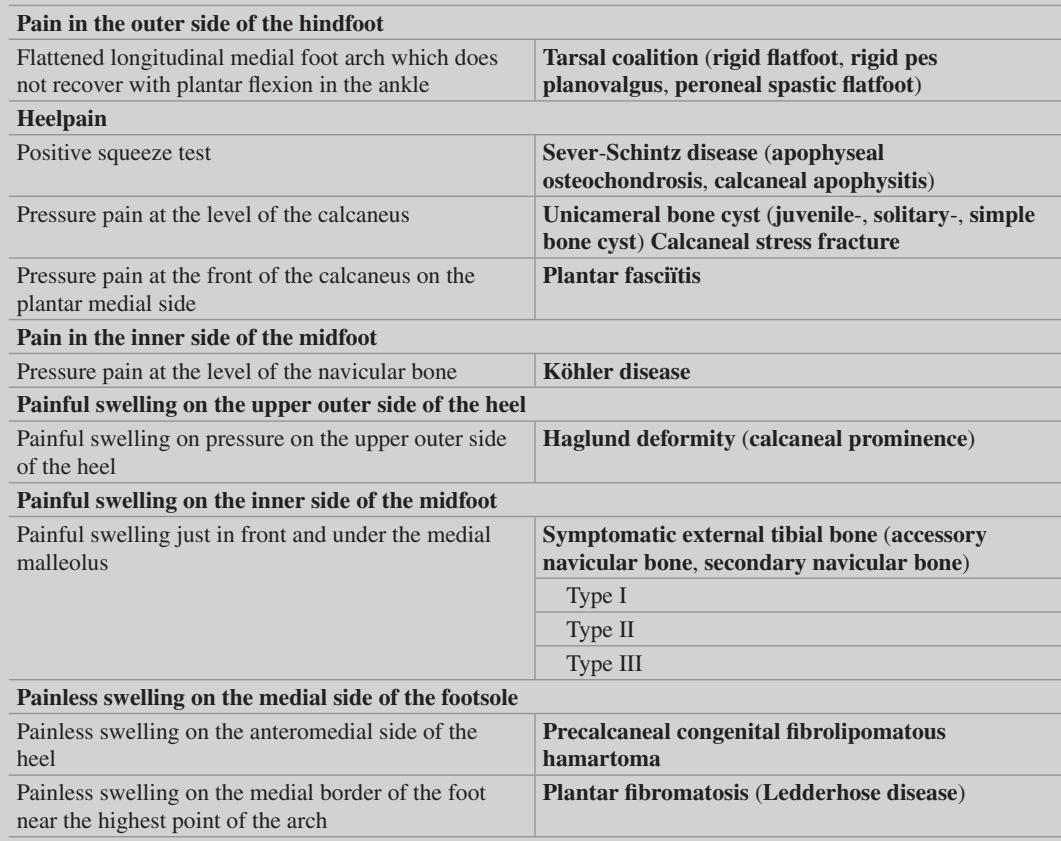 Pain in the outer side of the hindfoot
Flattened longitudinal medial foot arch which does
not recover with plantar flexion in the ankle
Tarsal coalition (rigid flatfoot, rigid pes
planovalgus, peroneal spastic flatfoot)
Heelpain
Positive squeeze test
Sever-Schintz disease (apophyseal
osteochondrosis, calcaneal apophysitis)
Pressure pain at the level of the calcaneus
Unicameral bone cyst (juvenile-, solitary-, simple
bone cyst) Calcaneal stress fracture
Pressure pain at the front of the calcaneus on the
plantar medial side
Plantar fasciïtis
Pain in the inner side of the midfoot
Pressure pain at the level of the navicular bone
Köhler disease
Painful swelling on the upper outer side of the heel
Painful swelling on pressure on the upper outer side
of the heel
Haglund deformity (calcaneal prominence)
Painful swelling on the inner side of the midfoot
Painful swelling just in front and under the medial
malleolus
Symptomatic external tibial bone (accessory
navicular bone, secondary navicular bone)
Type I
Type II
Type III
Painless swelling on the medial side of the footsole
Painless swelling on the anteromedial side of the
heel
Precalcaneal congenital fibrolipomatous
hamartoma
Painless swelling on the medial border of the foot
near the highest point of the arch
Plantar fibromatosis (Ledderhose disease)